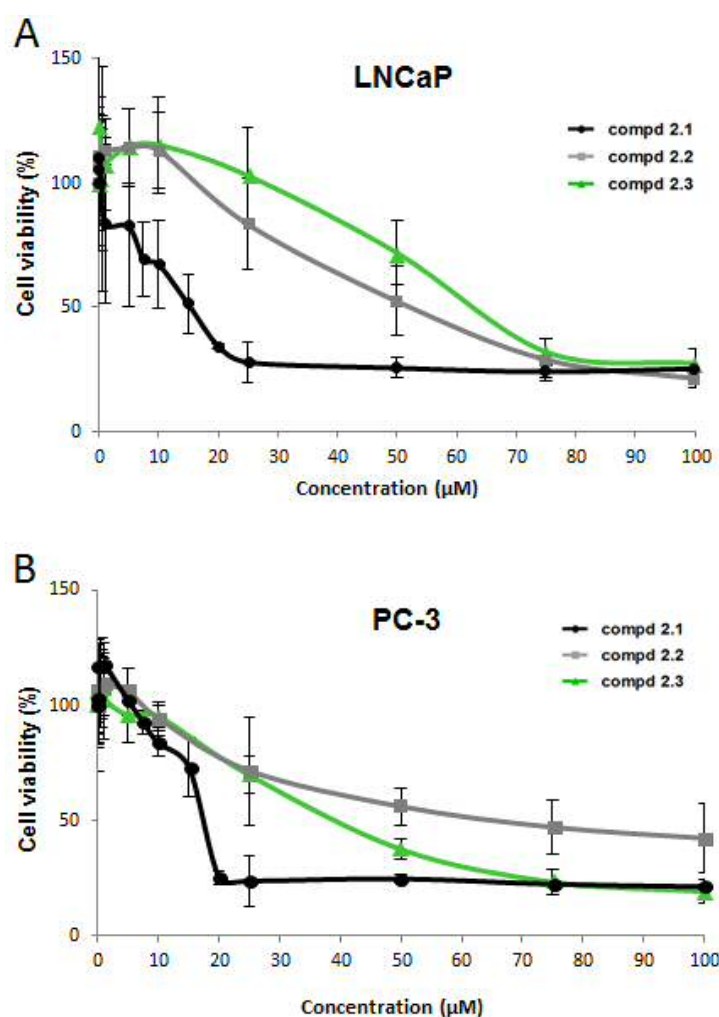 A
LNCaP
150
100
50
0
Cell viability (%)
compd 2.1
compd 2.2
compd 2.3
0 10 20 30 40 50 60 70 80 90 100
Concentration (µM)
B
PC-3
150
100
50
0
Cell viability (%)
compd 2.1
compd 2.2
compd 2.3
0 10 20 30 40 50 60 70 80 90 100
Concentration (µM)